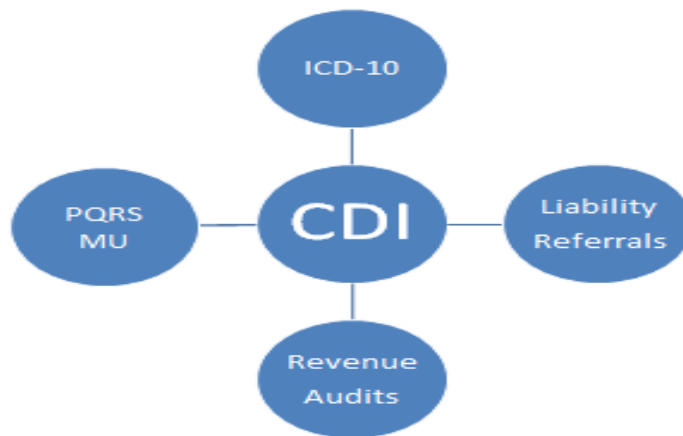 ICD-10
PQRS
MU
CDI
Liability
Referrals
Revenue
Audits